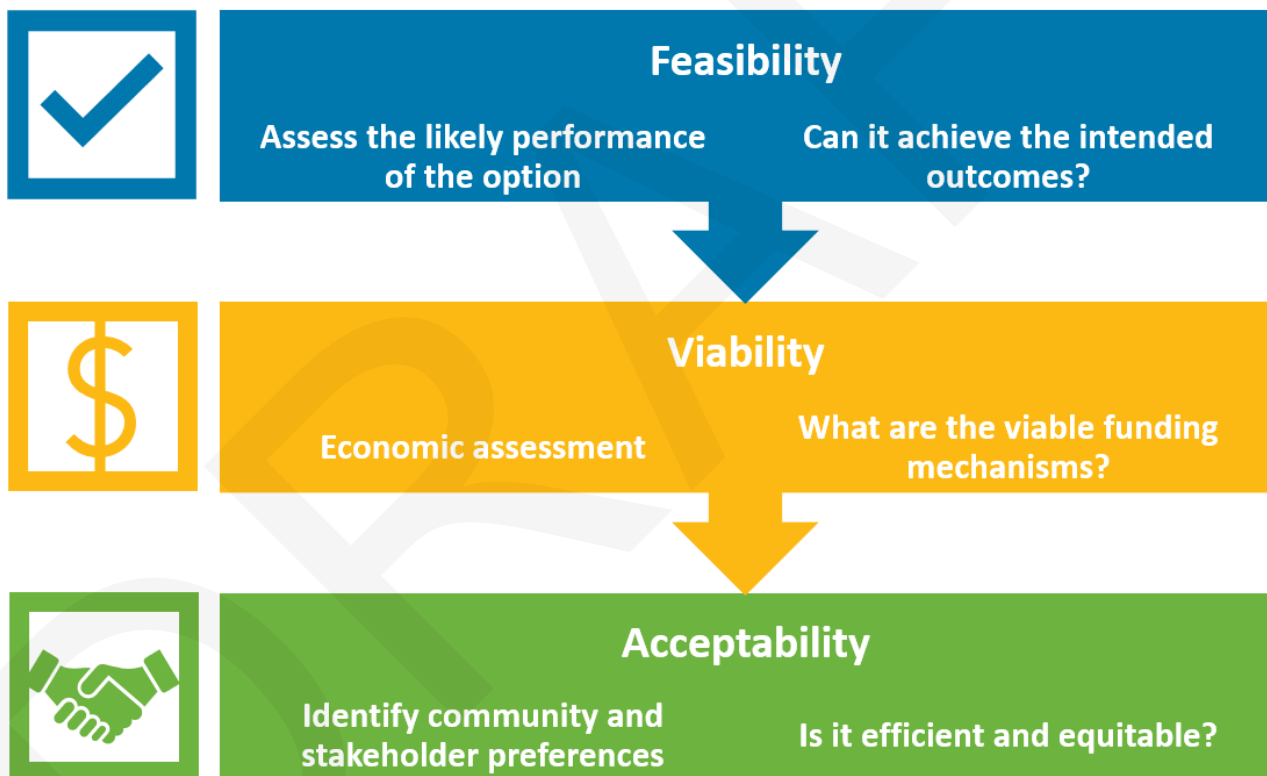 Feasibility
Assess the likely performance
of the option
Can it achieve the intended
outcomes?
Viability
Economic assessment
What are the viable funding
mechanisms?
Acceptability
Identify community and
stakeholder preferences
Is it efficient and equitable?
DRAF